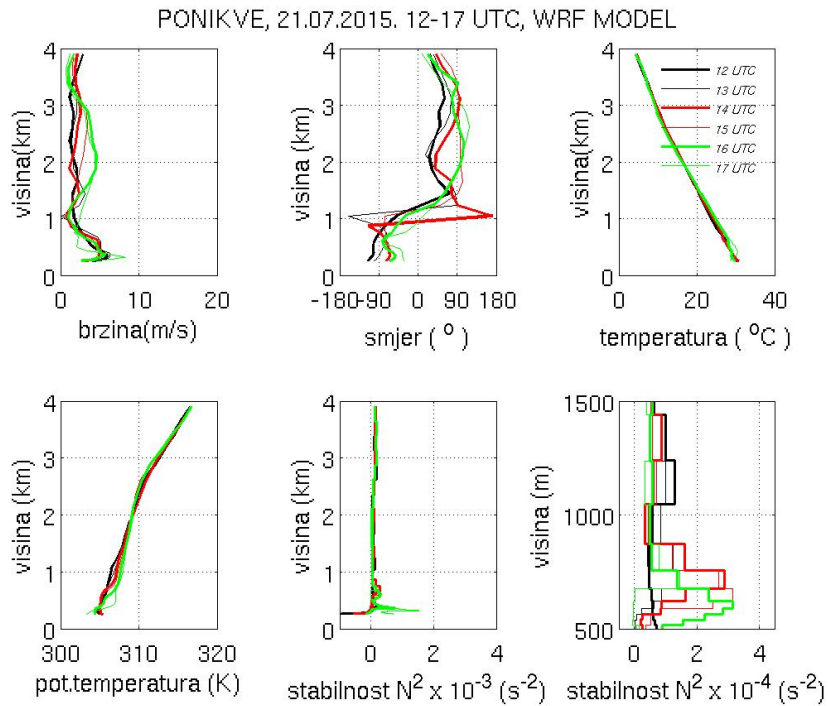 PONIKVE, 21.07.2015. 12-17 UTC, WRF MODEL
visina(km)
4
3
2
1
0
0 10 20
brzina(m/s)
visina(km)
4
3
2
1
0
-180 -90 0 90 180
smjer ( º )
visina(km)
4
3
2
1
0
0 20 40
temperatura ( ºC )
12 UTC
13 UTC
14 UTC
15 UTC
16 UTC
17 UTC
visina (km)
4
3
2
1
0
300 310 320
pot.temperatura (K)
visina (km)
4
3
2
1
0
0 2 4
stabilnost N² x 10⁻³ (s⁻²)
visina (m)
1500
1000
500
0 2 4
stabilnost N² x 10⁻⁴ (s⁻²)